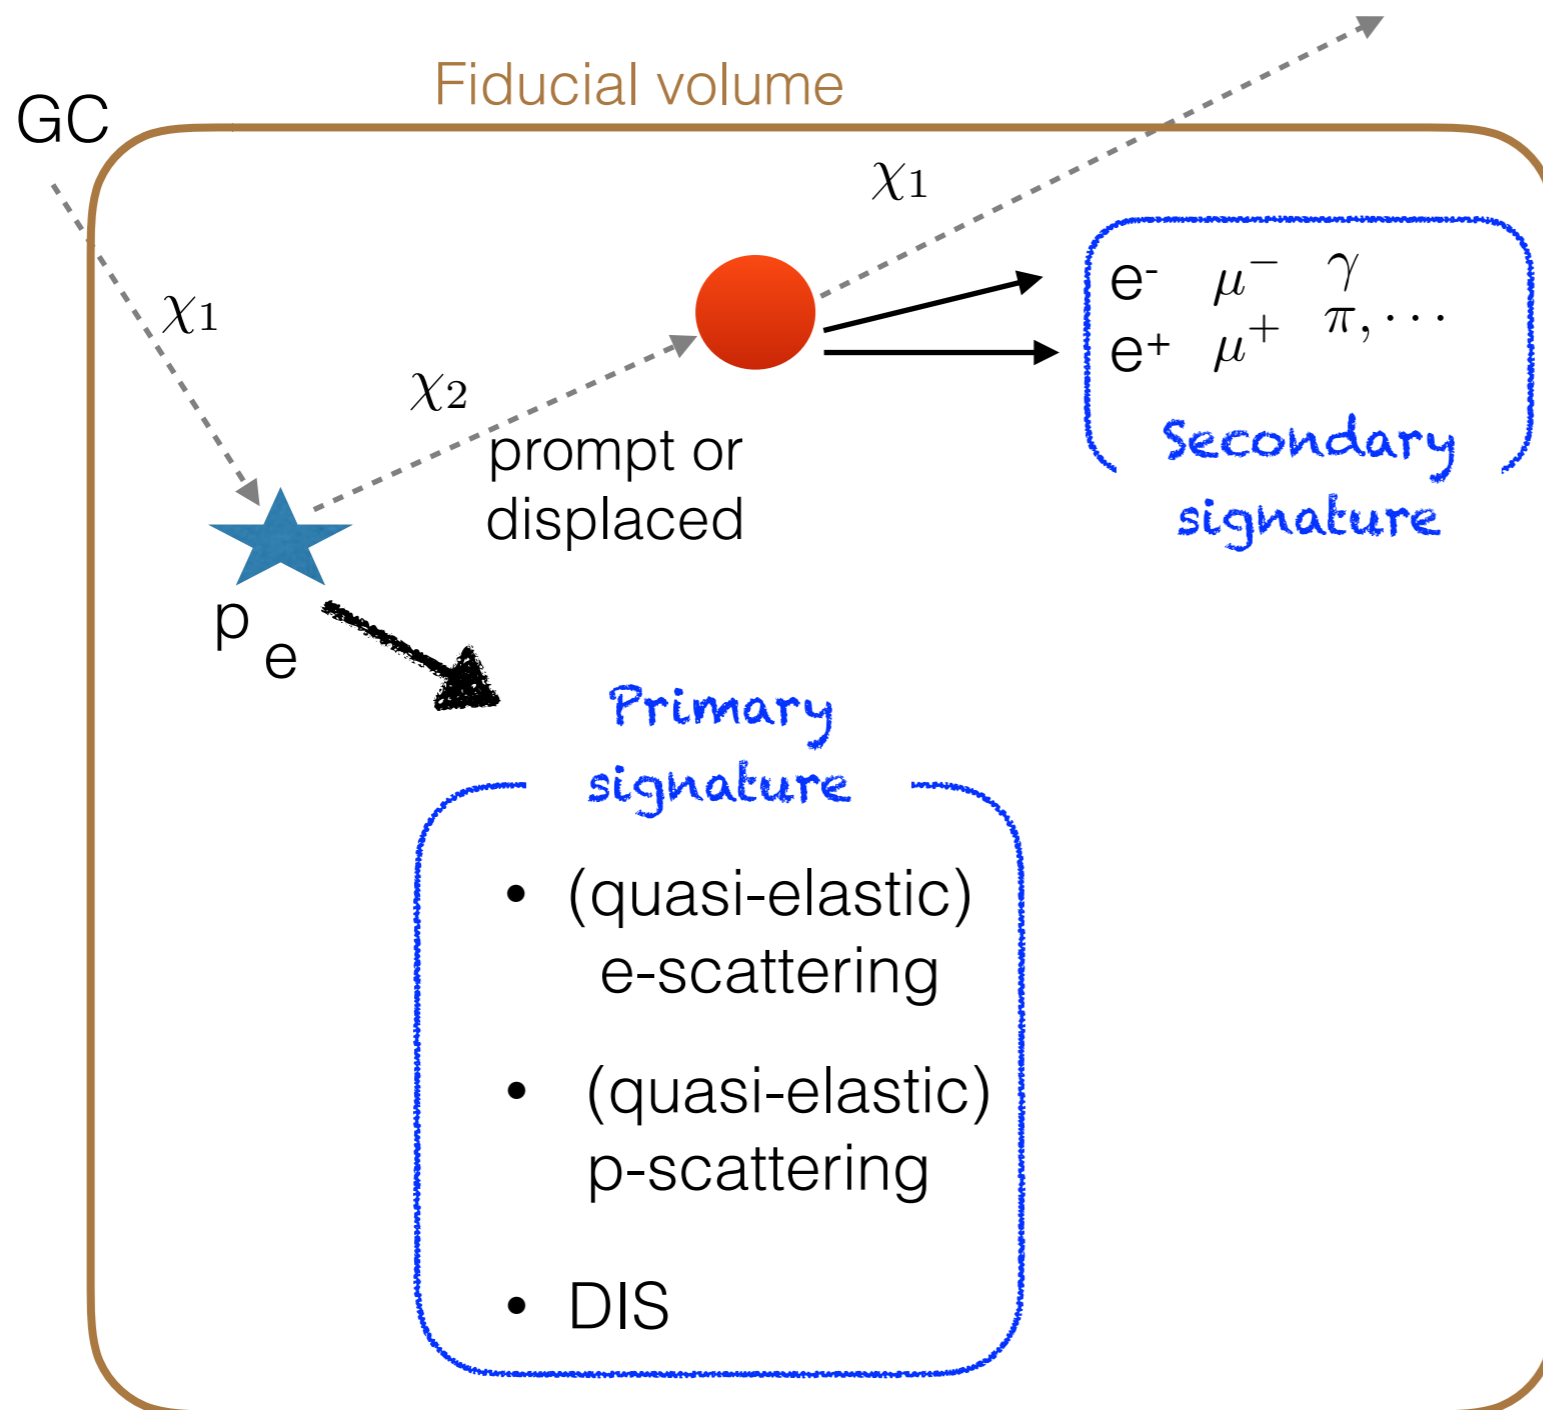 Fiducial volume
GC
χ₁
χ₁
χ₂
prompt or
displaced
e⁻ μ⁻ γ
e⁺ μ⁺ π, ⋯
Secondary
signature
p
e
Primary
signature
• (quasi-elastic)
e-scattering
• (quasi-elastic)
p-scattering
• DIS